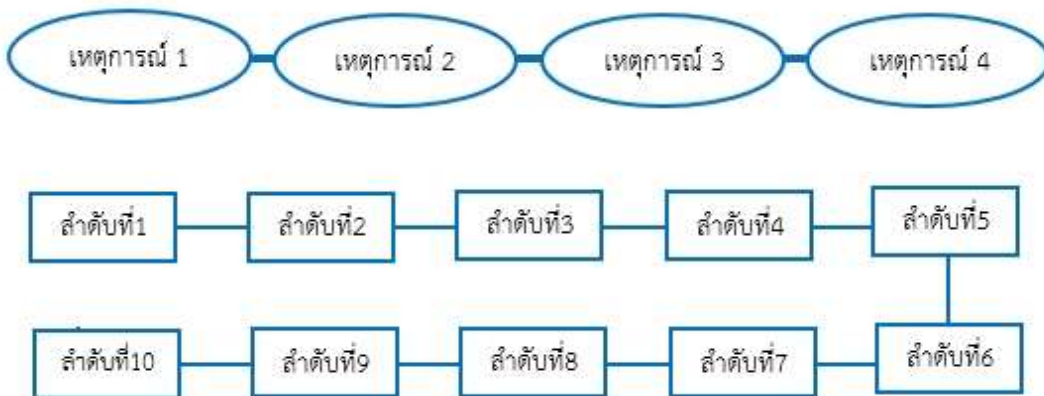 เหตุการณ์ 1 เหตุการณ์ 2 เหตุการณ์ 3 เหตุการณ์ 4
ลำดับที่1 ลำดับที่2 ลำดับที่3 ลำดับที่4 ลำดับที่5
ลำดับที่10 ลำดับที่9 ลำดับที่8 ลำดับที่7 ลำดับที่6